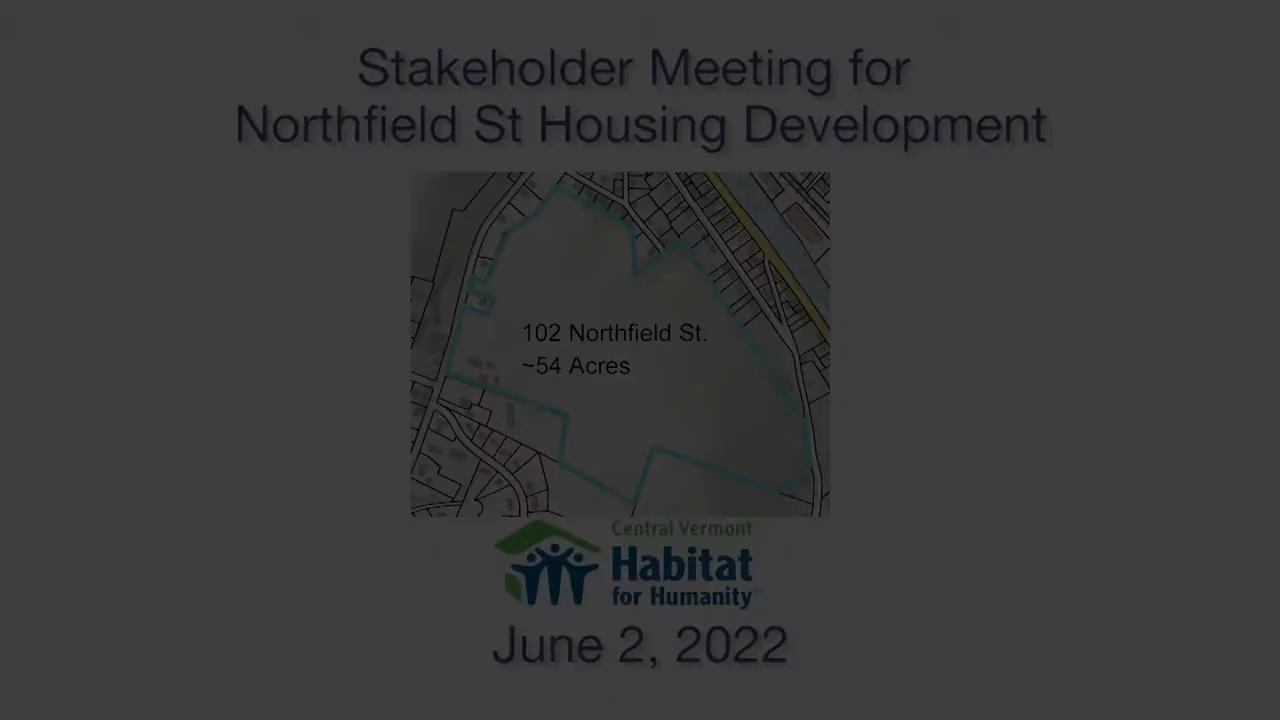 Stakeholder Meeting for
Northfield St Housing Development
102 Northfield St.
~54 Acres
Central Vermont
Habitat
for Humanity
June 2, 2022